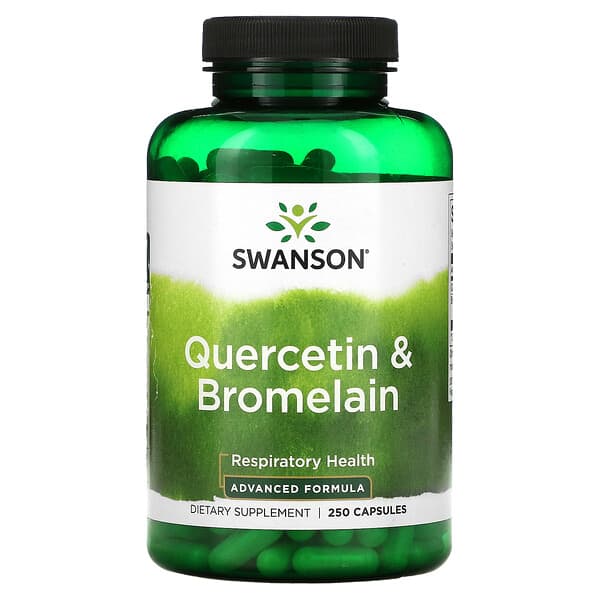 SWANSON®
Quercetin &
Bromelain
Respiratory Health
ADVANCED FORMULA
DIETARY SUPPLEMENT | 250 CAPSULES